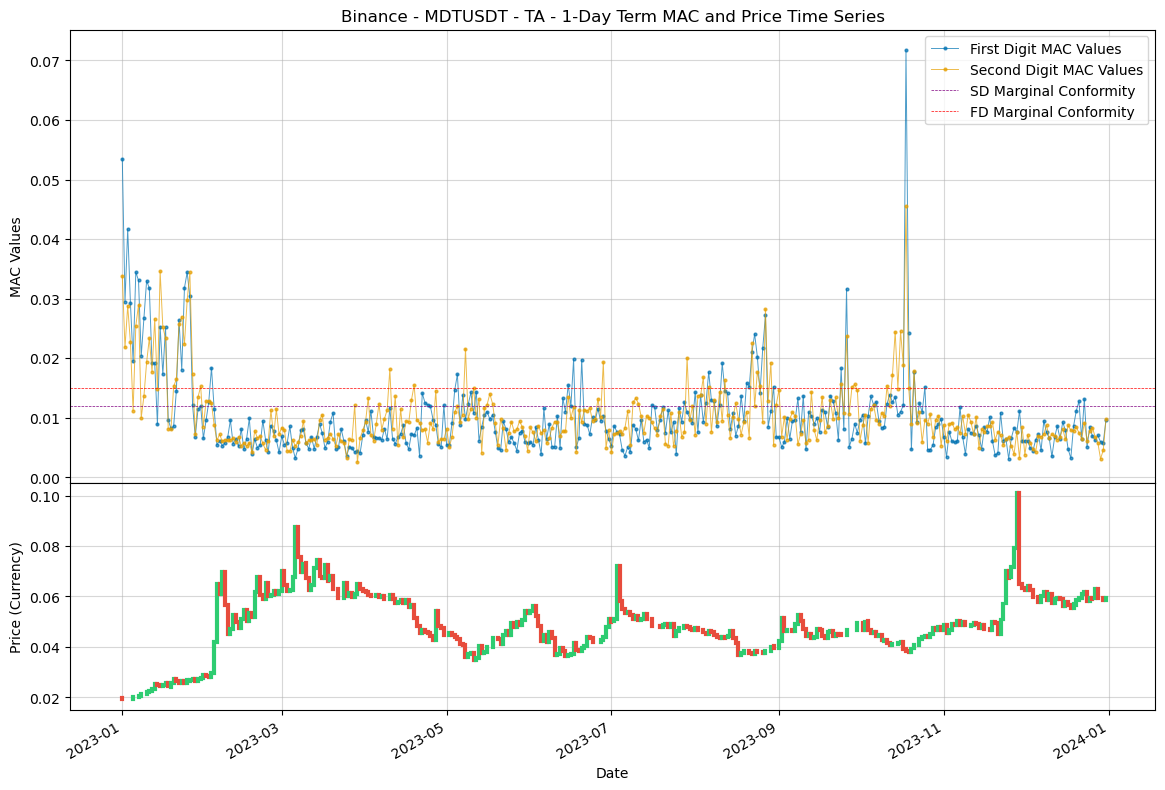 Binance - MDTUSDT - TA - 1-Day Term MAC and Price Time Series
First Digit MAC Values
Second Digit MAC Values
SD Marginal Conformity
FD Marginal Conformity
MAC Values
0.07
0.06
0.05
0.04
0.03
0.02
0.01
0.00
Price (Currency)
0.10
0.08
0.06
0.04
0.02
2023-01
2023-03
2023-05
2023-07
2023-09
2023-11
2024-01
Date